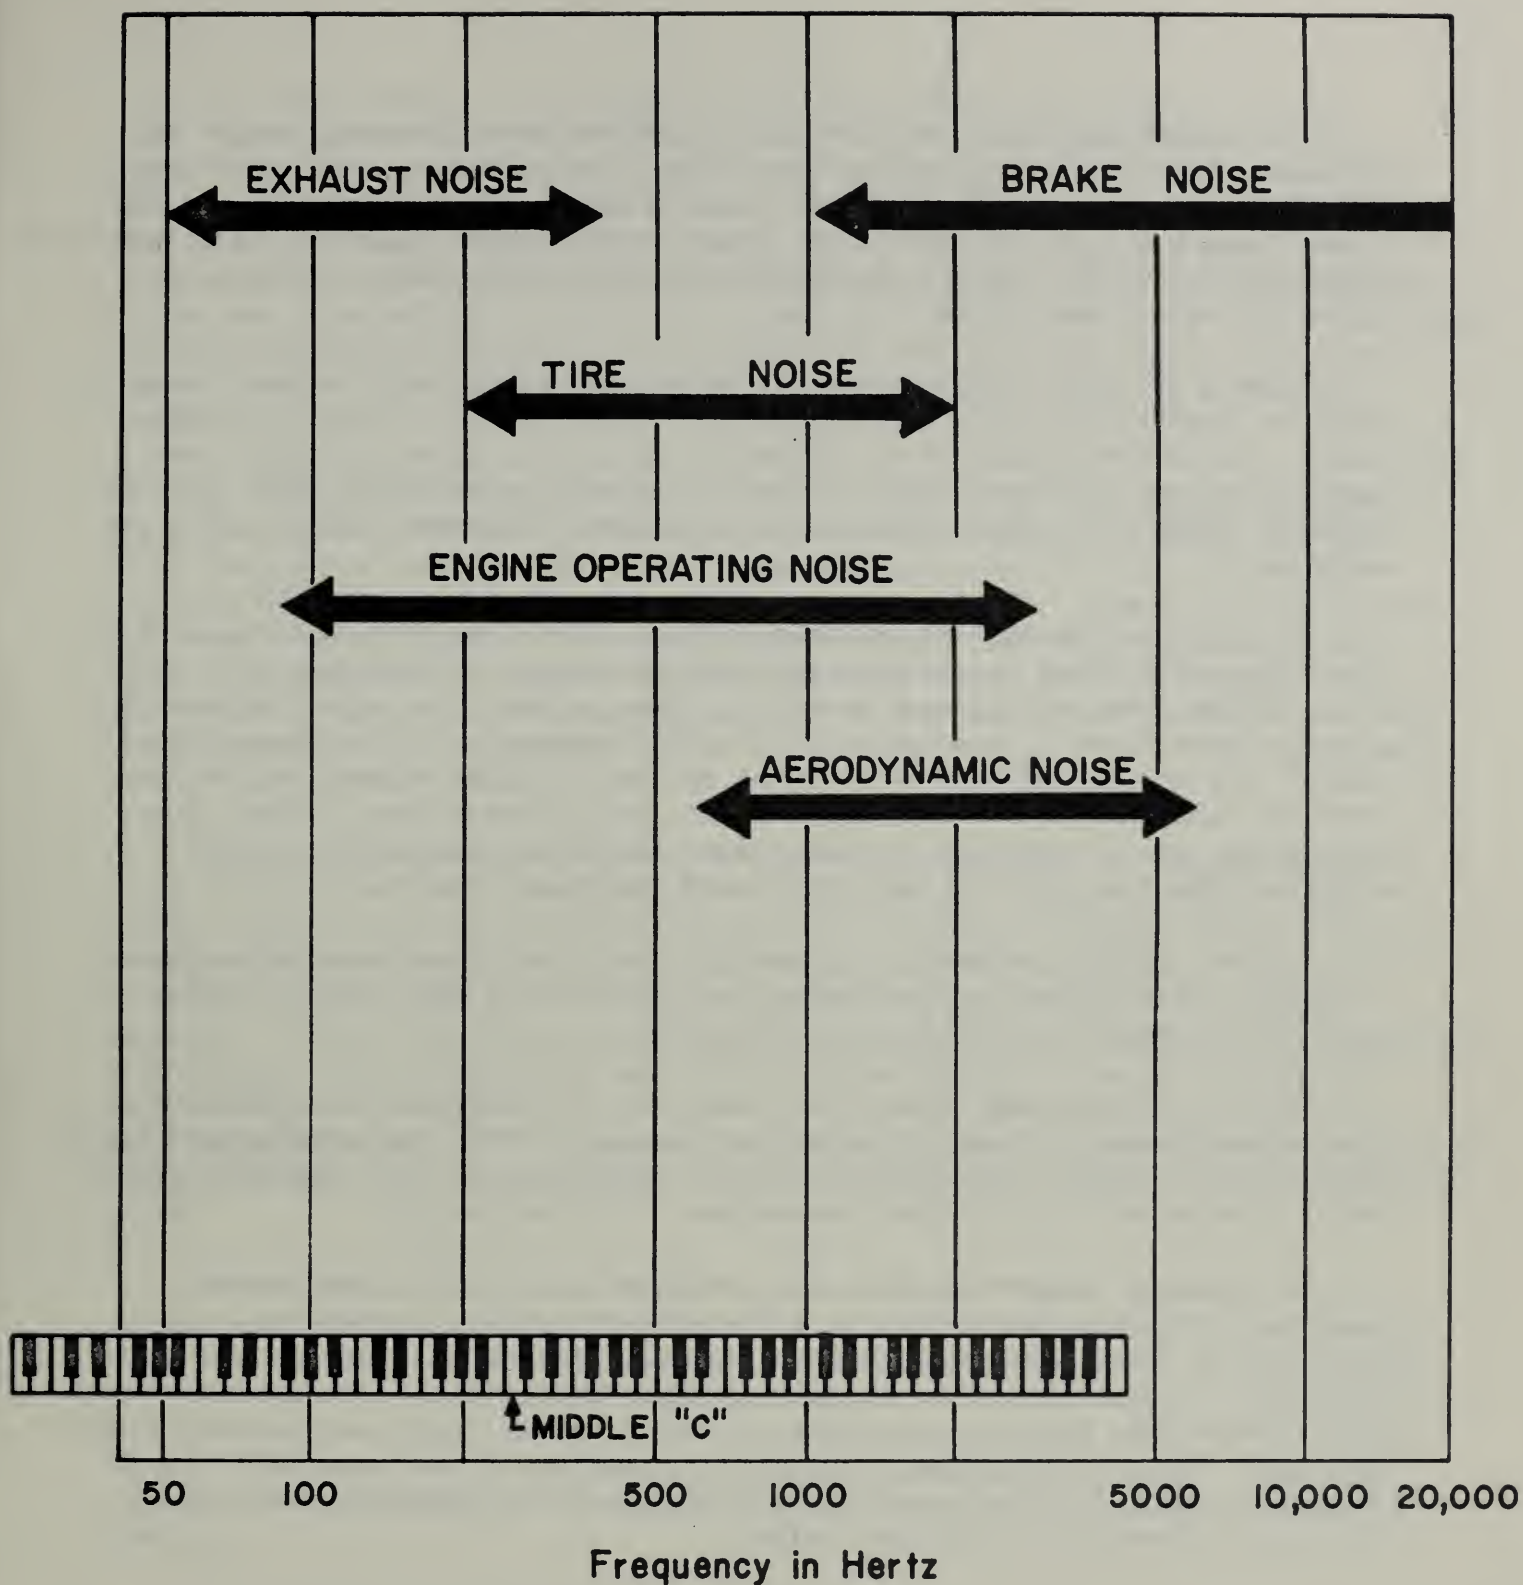 EXHAUST NOISE
BRAKE NOISE
TIRE NOISE
ENGINE OPERATING NOISE
AERODYNAMIC NOISE
MIDDLE "C"
50 100 500 1000 5000 10,000 20,000
Frequency in Hertz